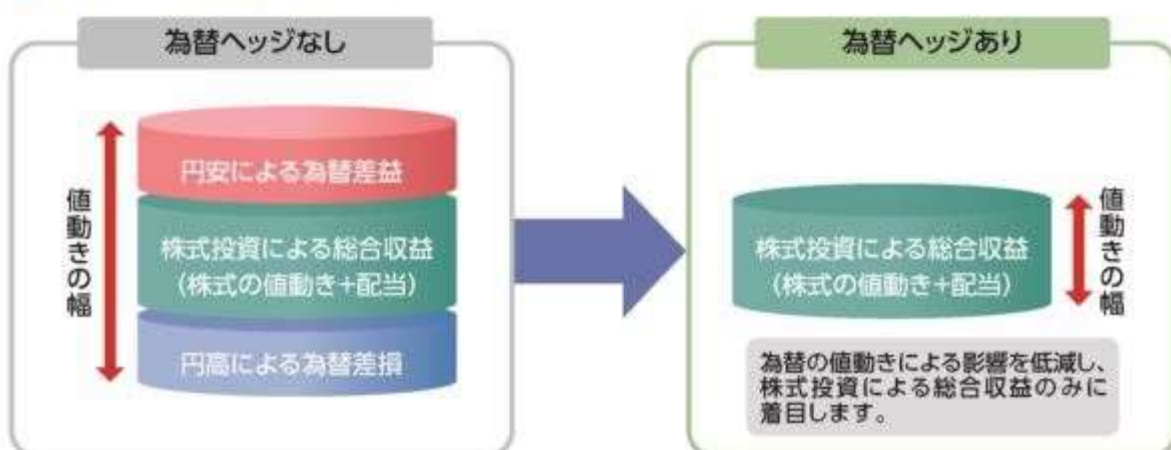 為替ヘッジなし
値動きの幅
円安による為替差益
株式投資による総合収益
(株式の値動き+配当)
円高による為替差損
為替ヘッジあり
株式投資による総合収益
(株式の値動き+配当)
値動きの幅
為替の値動きによる影響を低減し、
株式投資による総合収益のみに
着目します。